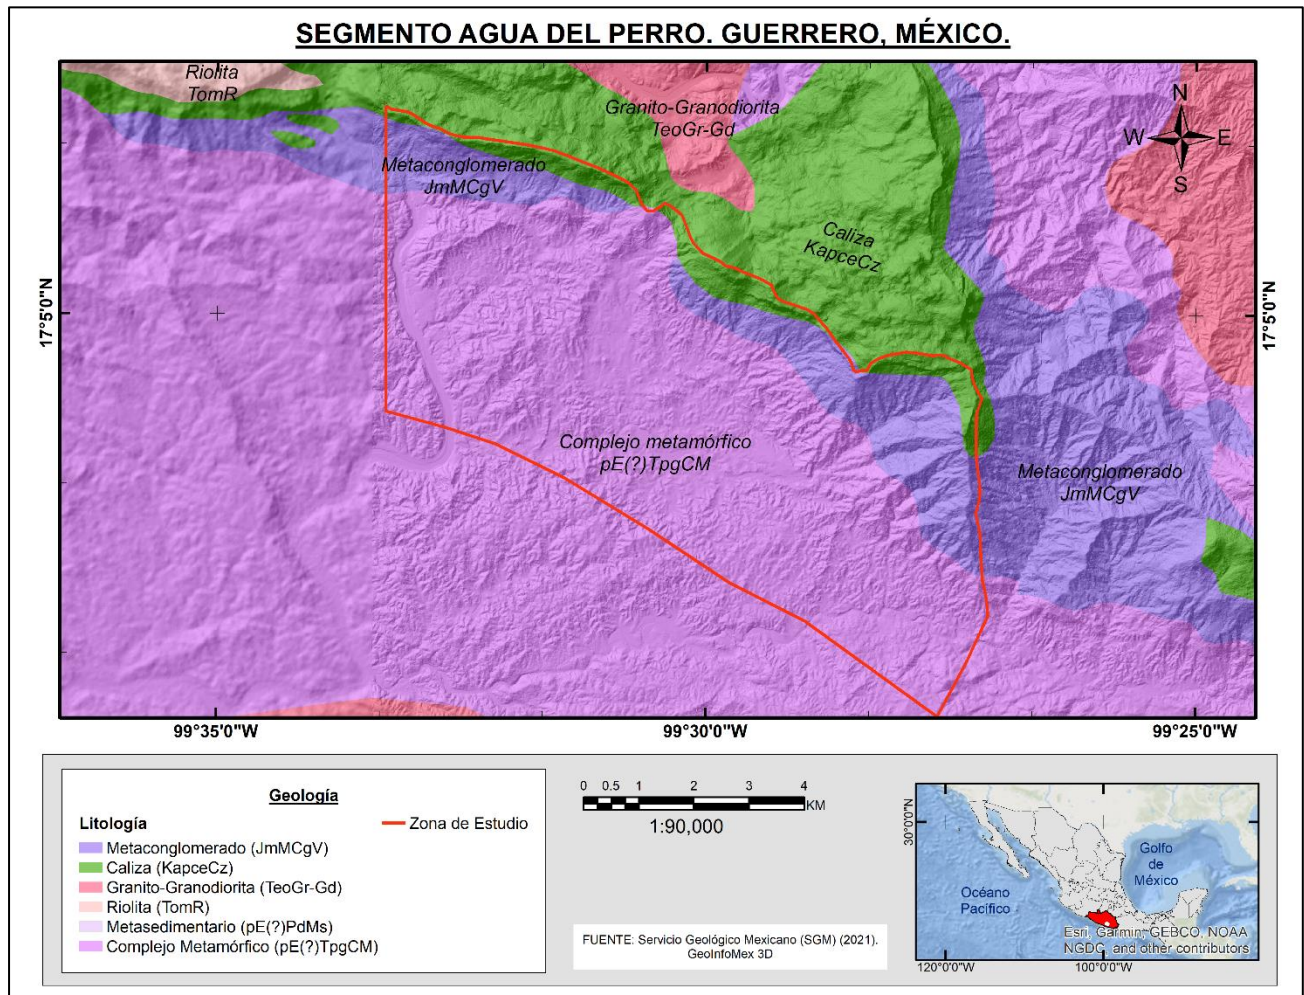 SEGMENTO AGUA DEL PERRO. GUERRERO, MÉXICO.
Riolita
TomR
Granito-Granodiorita
TeoGr-Gd
N
W
E
S
Metaconglomerado
JmMCgV
Caliza
KapceCz
17°5'0"N
17°5'0"N
Complejo metamórfico
pE(?)TpgCM
Metaconglomerado
JmMCgV
99°35'0"W
99°30'0"W
99°25'0"W
Geología
Litología
Zona de Estudio
Metaconglomerado (JmMCgV)
Caliza (KapceCz)
Granito-Granodiorita (TeoGr-Gd)
Riolita (TomR)
Metasedimentario (pE(?)PdMs)
Complejo Metamórfico (pE(?)TpgCM)
0 0.5 1 2 3 4
KM
1:90,000
FUENTE: Servicio Geológico Mexicano (SGM) (2021).
GeoInfoMex 3D
30°0'0"N
Golfo
de
México
Océano
Pacífico
Esri, Garmin, GEBCO, NOAA
NGDC, and other contributors
120°0'0"W
100°0'0"W